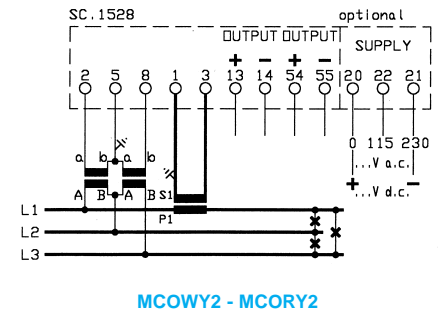 SC.1528 optional
OUTPUT OUTPUT SUPPLY
+ − + −
2 5 8 1 3 13 14 54 55 20 22 21
0 115 230
...V a.c.
+ −
...V d.c.
a b a b
A B A B
S1
P1
L1
L2
L3
MCOWY2 - MCORY2